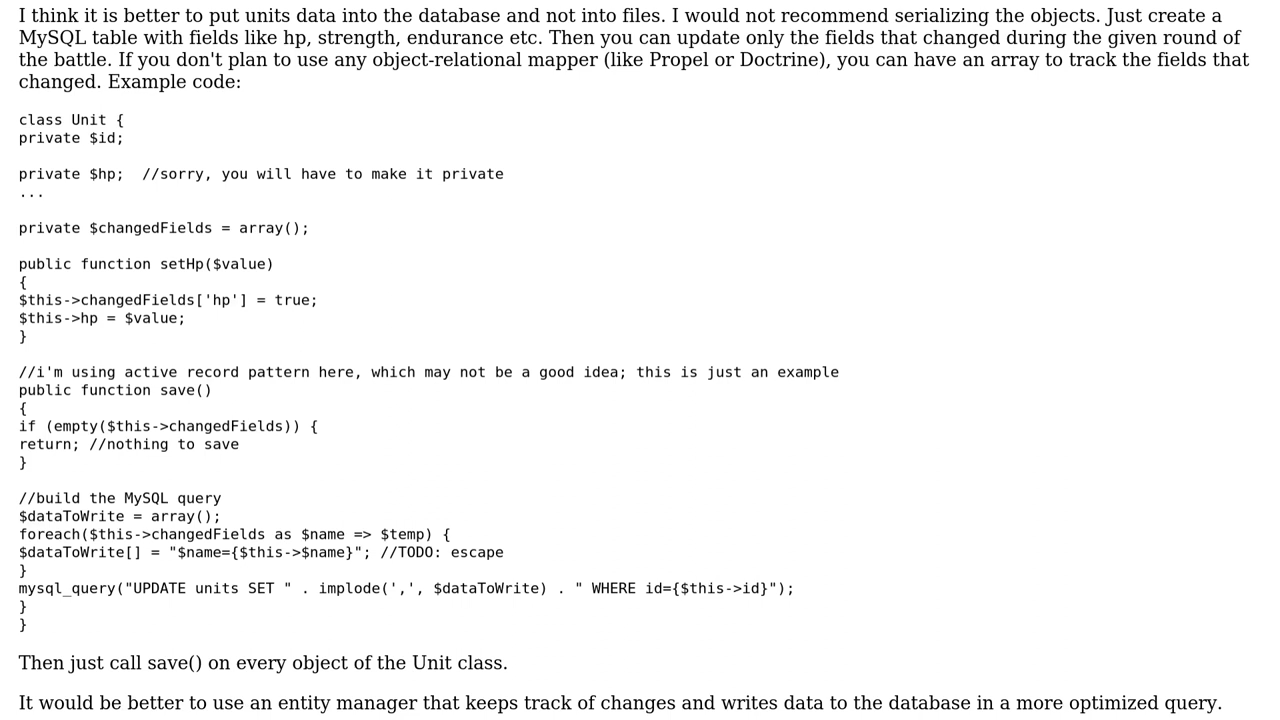 I think it is better to put units data into the database and not into files. I would not recommend serializing the objects. Just create a
MySQL table with fields like hp, strength, endurance etc. Then you can update only the fields that changed during the given round of
the battle. If you don't plan to use any object-relational mapper (like Propel or Doctrine), you can have an array to track the fields that
changed. Example code:
class Unit {
private $id;
private $hp;  //sorry, you will have to make it private
...
private $changedFields = array();
public function setHp($value)
{
$this->changedFields['hp'] = true;
$this->hp = $value;
}
//i'm using active record pattern here, which may not be a good idea; this is just an example
public function save()
{
if (empty($this->changedFields)) {
return; //nothing to save
}
//build the MySQL query
$dataToWrite = array();
foreach($this->changedFields as $name => $temp) {
$dataToWrite[] = "$name={$this->$name}"; //TODO: escape
}
mysql_query("UPDATE units SET " . implode(',', $dataToWrite) . " WHERE id={$this->id}");
}
}
Then just call save() on every object of the Unit class.
It would be better to use an entity manager that keeps track of changes and writes data to the database in a more optimized query.